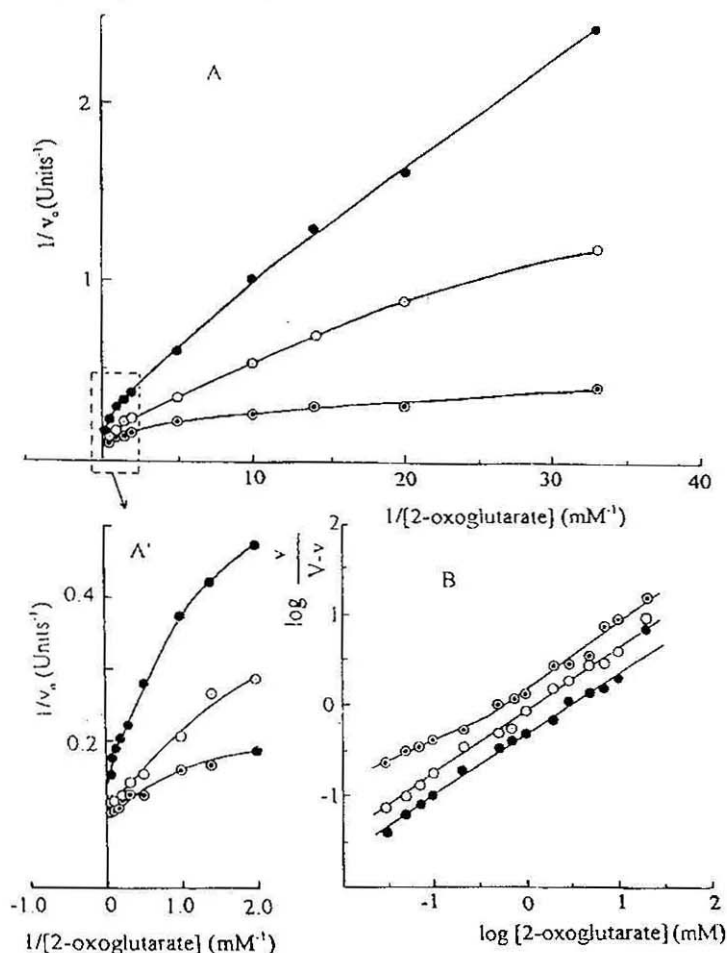 A
2
1
1/v₀ (Units⁻¹)
10
20
30
40
1/[2-oxoglutarate] (mM⁻¹)
A'
0.4
0.2
1/v₀ (Units⁻¹)
-1.0
0
1.0
2.0
1/[2-oxoglutarate] (mM⁻¹)
B
log v/V-v
2
1
0
-1
-1
0
1
2
log [2-oxoglutarate] (mM)